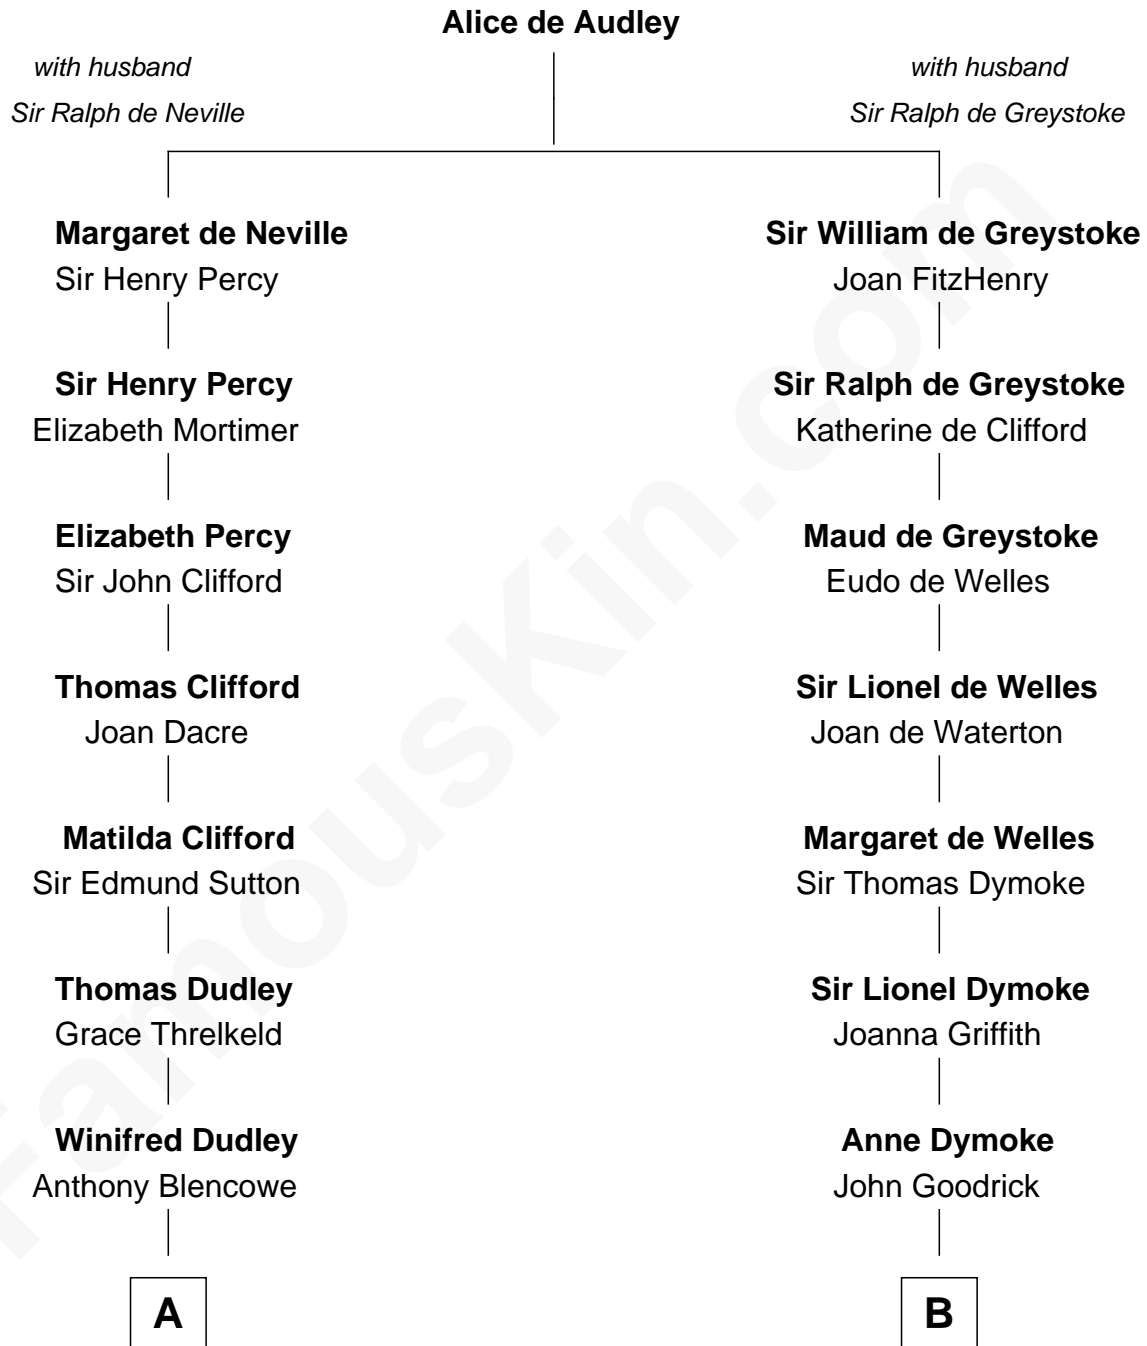 Alice de Audley
with husband
Sir Ralph de Neville
with husband
Sir Ralph de Greystoke
Margaret de Neville
Sir Henry Percy
Sir William de Greystoke
Joan FitzHenry
Sir Henry Percy
Elizabeth Mortimer
Sir Ralph de Greystoke
Katherine de Clifford
Elizabeth Percy
Sir John Clifford
Maud de Greystoke
Eudo de Welles
Thomas Clifford
Joan Dacre
Sir Lionel de Welles
Joan de Waterton
Matilda Clifford
Sir Edmund Sutton
Margaret de Welles
Sir Thomas Dymoke
Thomas Dudley
Grace Threlkeld
Sir Lionel Dymoke
Joanna Griffith
Winifred Dudley
Anthony Blencowe
Anne Dymoke
John Goodrick
A
B
FamousKin.com